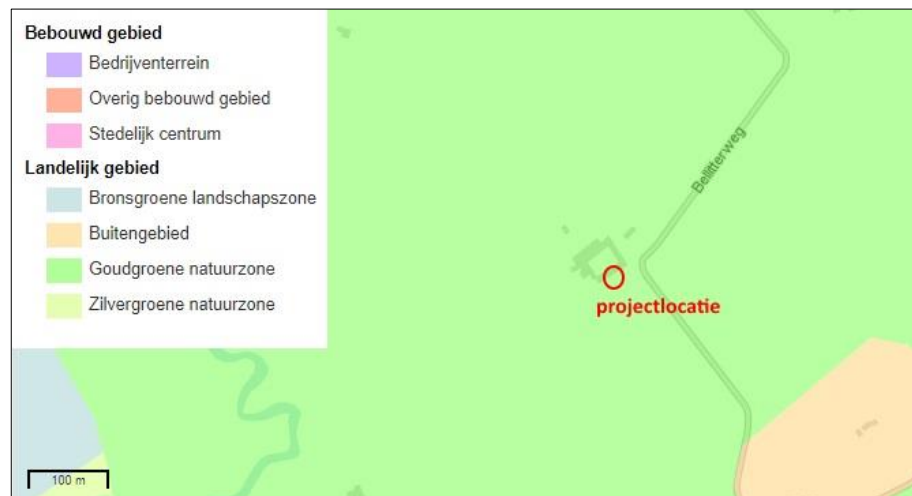 Bebouwd gebied
Bedrijventerrein
Overig bebouwd gebied
Stedelijk centrum
Landelijk gebied
Bronsgroene landschapszone
Buitengebied
Goudgroene natuurzone
Zilvergroene natuurzone
Bellitterweg
projectlocatie
100 m